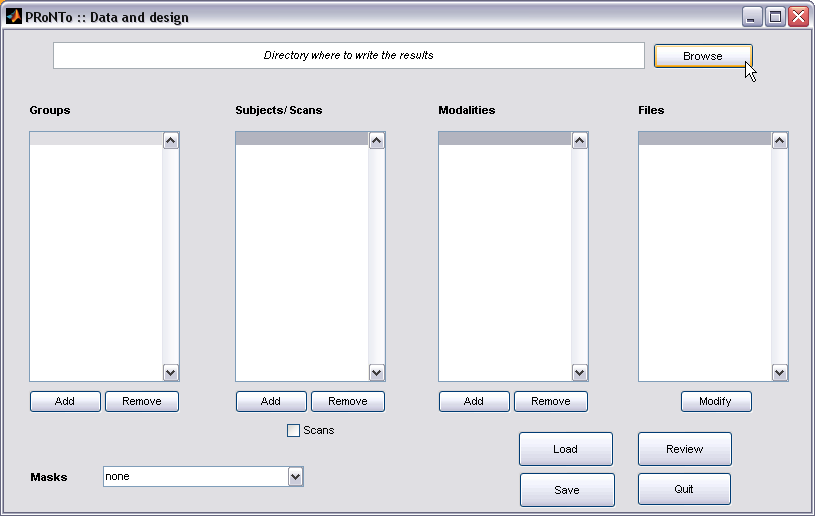 PRoNTo :: Data and design
Directory where to write the results
Browse
Groups
Subjects/Scans
Modalities
Files
Add
Remove
Add
Remove
Add
Remove
Modify
Scans
Load
Review
Masks
none
Save
Quit